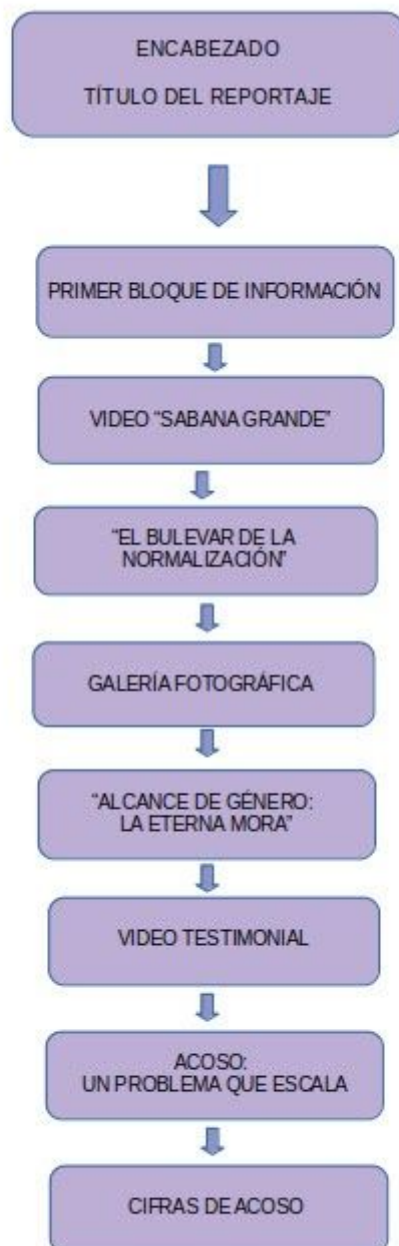 ENCABEZADO
TÍTULO DEL REPORTAJE
PRIMER BLOQUE DE INFORMACIÓN
VIDEO “SABANA GRANDE”
“EL BULEVAR DE LA
NORMALIZACIÓN”
GALERÍA FOTOGRÁFICA
“ALCANCE DE GÉNERO:
LA ETERNA MORA”
VIDEO TESTIMONIAL
ACOSO:
UN PROBLEMA QUE ESCALA
CIFRAS DE ACOSO